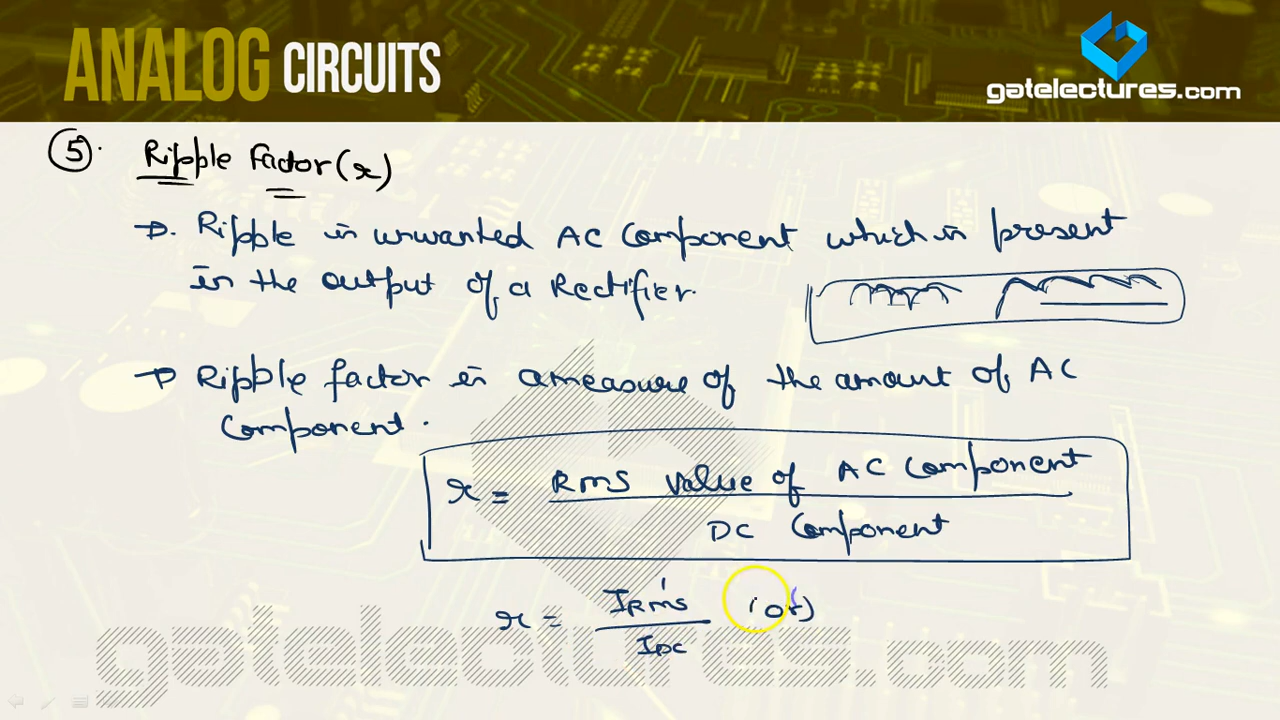 ANALOG CIRCUITS
gatelectures.com
5. Ripple Factor (r)
Ripple is unwanted AC Component which is present
in the output of a Rectifier.
Ripple factor is a measure of the amount of AC
Component.
r = RMS value of AC Component
DC Component
r = I'RMS (or)
IDC
gatelectures.com